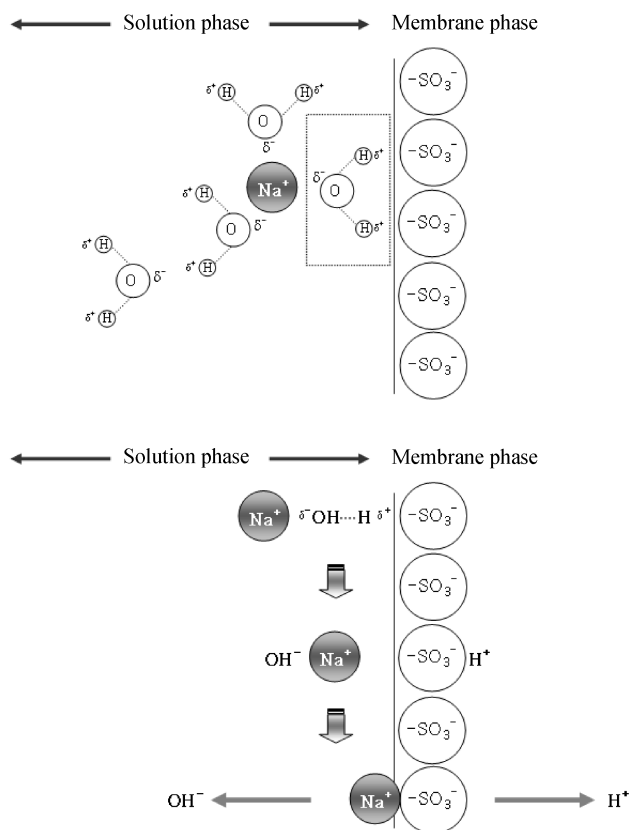 Solution phase Membrane phase
–SO₃⁻
δ⁺ H H δ⁺
O
δ⁻
–SO₃⁻
H δ⁺
Na⁺ δ⁻ O
δ⁺ H
–SO₃⁻
O δ⁻
H δ⁺
δ⁺ H
δ⁺ H
O δ⁻
–SO₃⁻
δ⁺ H
–SO₃⁻
Solution phase Membrane phase
Na⁺ δ⁻OH····H δ⁺ –SO₃⁻
–SO₃⁻
OH⁻ Na⁺ –SO₃⁻ H⁺
–SO₃⁻
OH⁻ Na⁺ –SO₃⁻ H⁺